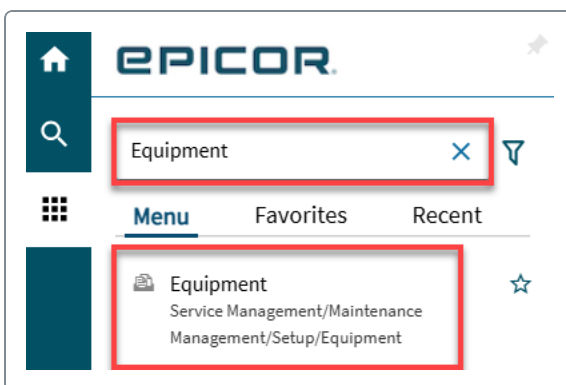 EPICOR.
Equipment
Menu Favorites Recent
Equipment
Service Management/Maintenance
Management/Setup/Equipment